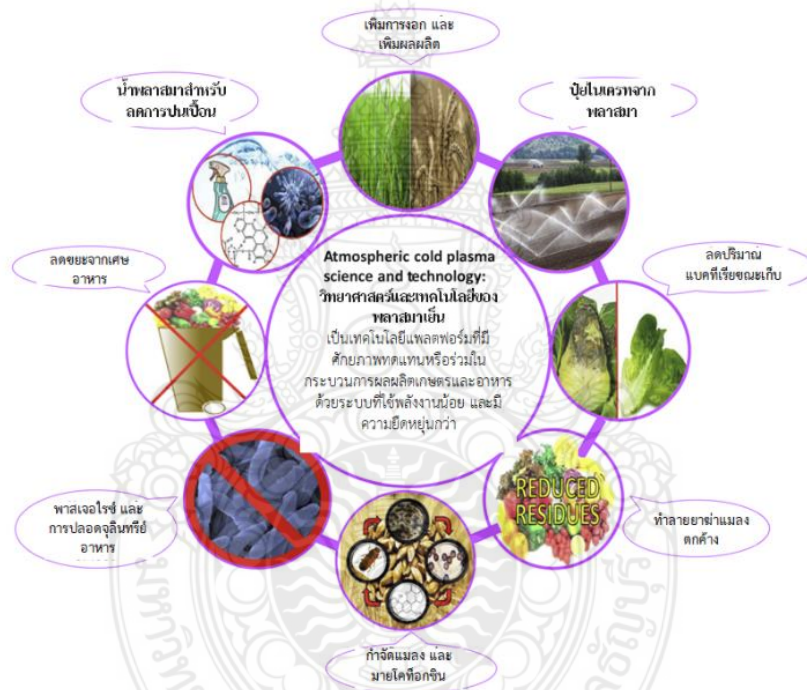 เพิ่มการงอก และ
เพิ่มผลผลิต
น้ำพลาสมาสำหรับ
ลดการปนเปื้อน
ปุ๋ยไนเตรทจาก
พลาสมา
ลดขยะจากเศษ
อาหาร
Atmospheric cold plasma
science and technology:
วิทยาศาสตร์และเทคโนโลยีของ
พลาสมาเย็น
เป็นเทคโนโลยีแพลตฟอร์มที่มี
ศักยภาพทดแทนหรือร่วมใน
กระบวนการผลผลิตเกษตรและอาหาร
ด้วยระบบที่ใช้พลังงานน้อย และมี
ความยืดหยุ่นกว่า
ลดปริมาณ
แบคทีเรียขณะเก็บ
พาสเจอไรซ์ และ
การปลอดจุลินทรีย์
อาหาร
REDUCED
RESIDUES
ทำลายยาฆ่าแมลง
ตกค้าง
กำจัดแมลง และ
มายโคท็อกซิน